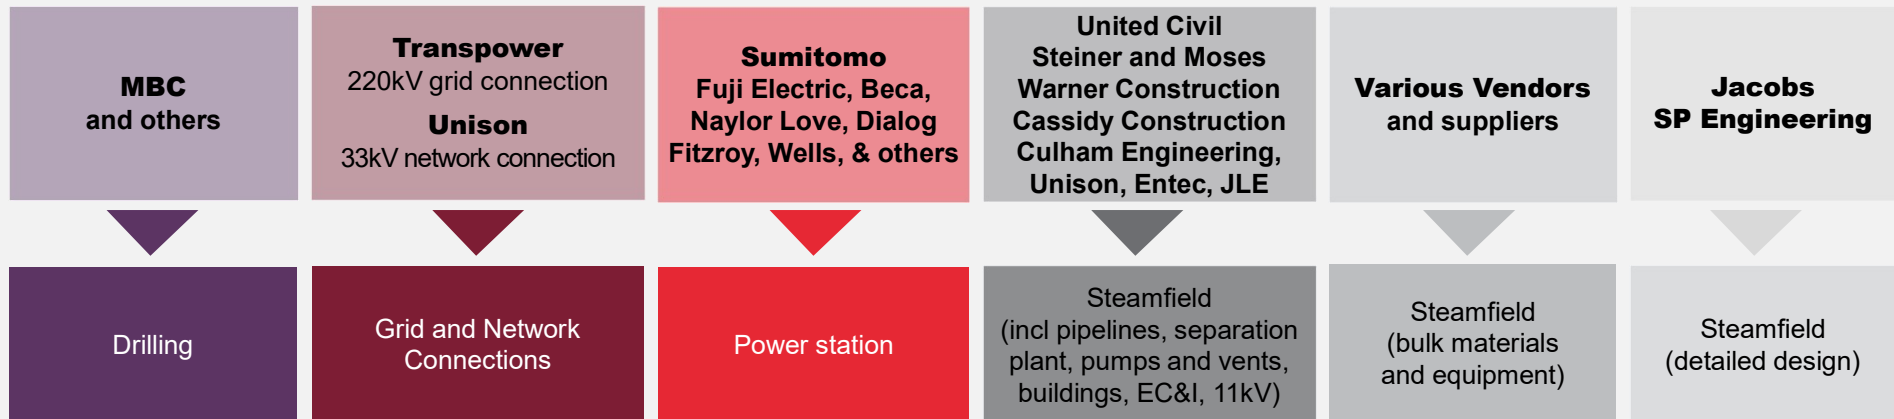 MBC
and others
Transpower
220kV grid connection
Unison
33kV network connection
Sumitomo
Fuji Electric, Beca,
Naylor Love, Dialog
Fitzroy, Wells, & others
United Civil
Steiner and Moses
Warner Construction
Cassidy Construction
Culham Engineering,
Unison, Entec, JLE
Various Vendors
and suppliers
Jacobs
SP Engineering
Drilling
Grid and Network
Connections
Power station
Steamfield
(incl pipelines, separation
plant, pumps and vents,
buildings, EC&I, 11kV)
Steamfield
(bulk materials
and equipment)
Steamfield
(detailed design)